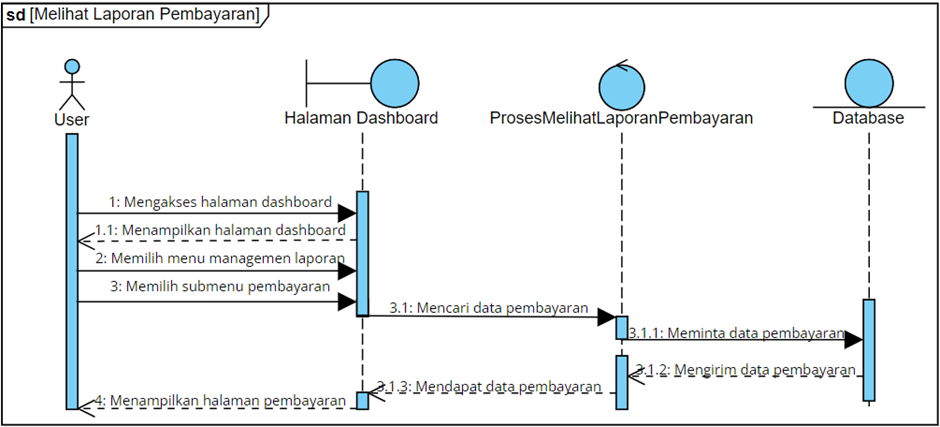 sd [Melihat Laporan Pembayaran]
User
Halaman Dashboard
ProsesMelihatLaporanPembayaran
Database
1: Mengakses halaman dashboard
1.1: Menampilkan halaman dashboard
2: Memilih menu managemen laporan
3: Memilih submenu pembayaran
3.1: Mencari data pembayaran
3.1.1: Meminta data pembayaran
3.1.2: Mengirim data pembayaran
3.1.3: Mendapat data pembayaran
4: Menampilkan halaman pembayaran